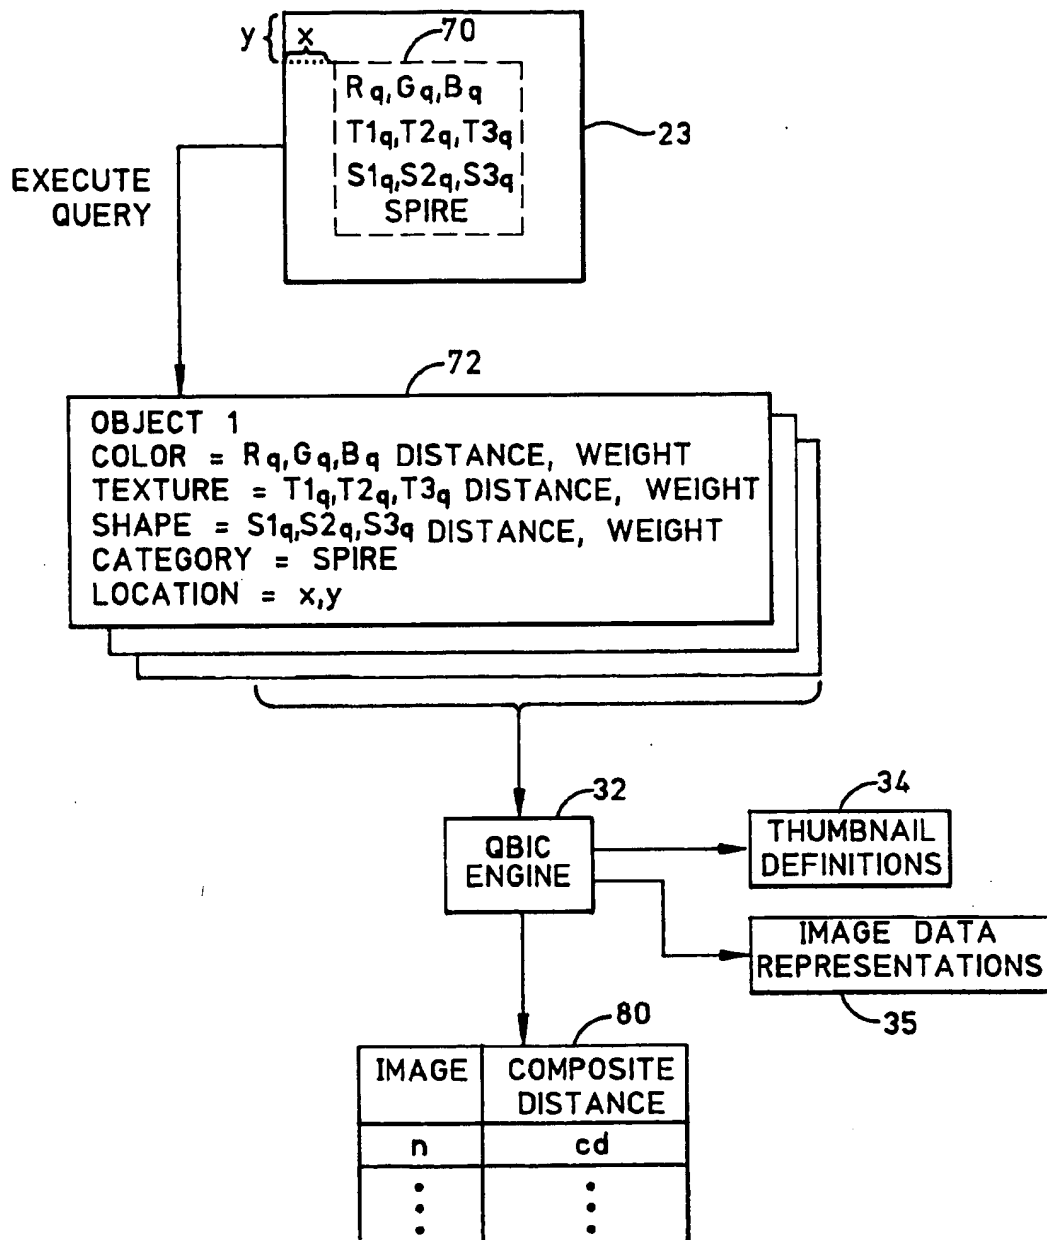 y { x
70
Rq,Gq,Bq
T1q,T2q,T3q
S1q,S2q,S3q
SPIRE
23
EXECUTE
QUERY
72
OBJECT 1
COLOR = Rq,Gq,Bq DISTANCE, WEIGHT
TEXTURE = T1q,T2q,T3q DISTANCE, WEIGHT
SHAPE = S1q,S2q,S3q DISTANCE, WEIGHT
CATEGORY = SPIRE
LOCATION = x,y
32
QBIC
ENGINE
34
THUMBNAIL
DEFINITIONS
IMAGE DATA
REPRESENTATIONS
35
80
IMAGE
COMPOSITE
DISTANCE
n
cd